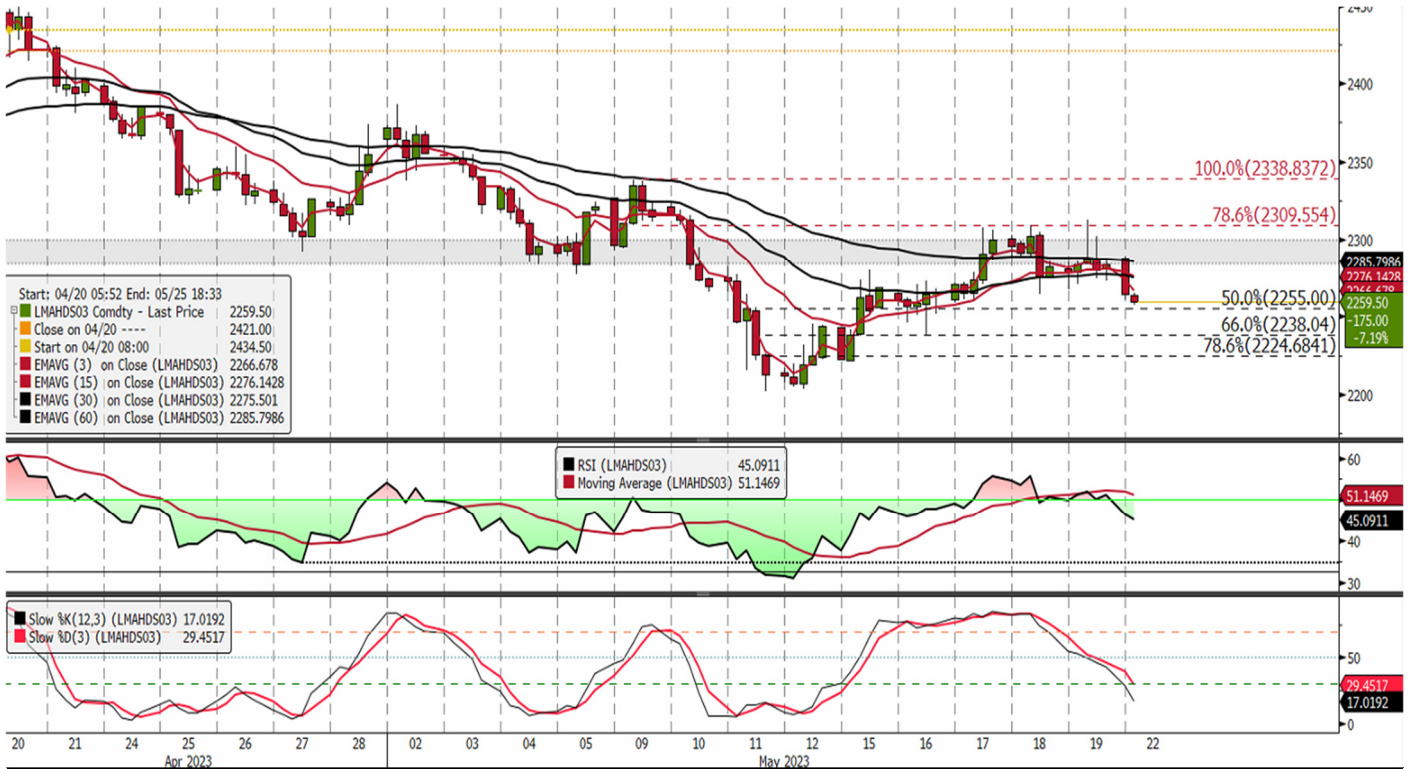 2450
2400
2350
2300
2200
100.0%(2338.8372)
78.6%(2309.554)
50.0%(2255.00)
66.0%(2238.04)
78.6%(2224.6841)
2285.7986
2276.1428
2266.678
2259.50
-175.00
-7.19%
Start: 04/20 05:52 End: 05/25 18:33
LMAHDS03 Comdty - Last Price 2259.50
Close on 04/20 ---- 2421.00
Start on 04/20 08:00 2434.50
EMAVG (3) on Close (LMAHDS03) 2266.678
EMAVG (15) on Close (LMAHDS03) 2276.1428
EMAVG (30) on Close (LMAHDS03) 2275.501
EMAVG (60) on Close (LMAHDS03) 2285.7986
RSI (LMAHDS03) 45.0911
Moving Average (LMAHDS03) 51.1469
60
51.1469
45.0911
40
30
Slow %K(12,3) (LMAHDS03) 17.0192
Slow %D(3) (LMAHDS03) 29.4517
50
29.4517
17.0192
0
20 21 24 25 26 27 28 02 03 04 05 09 10 11 12 15 16 17 18 19 22
Apr 2023 May 2023